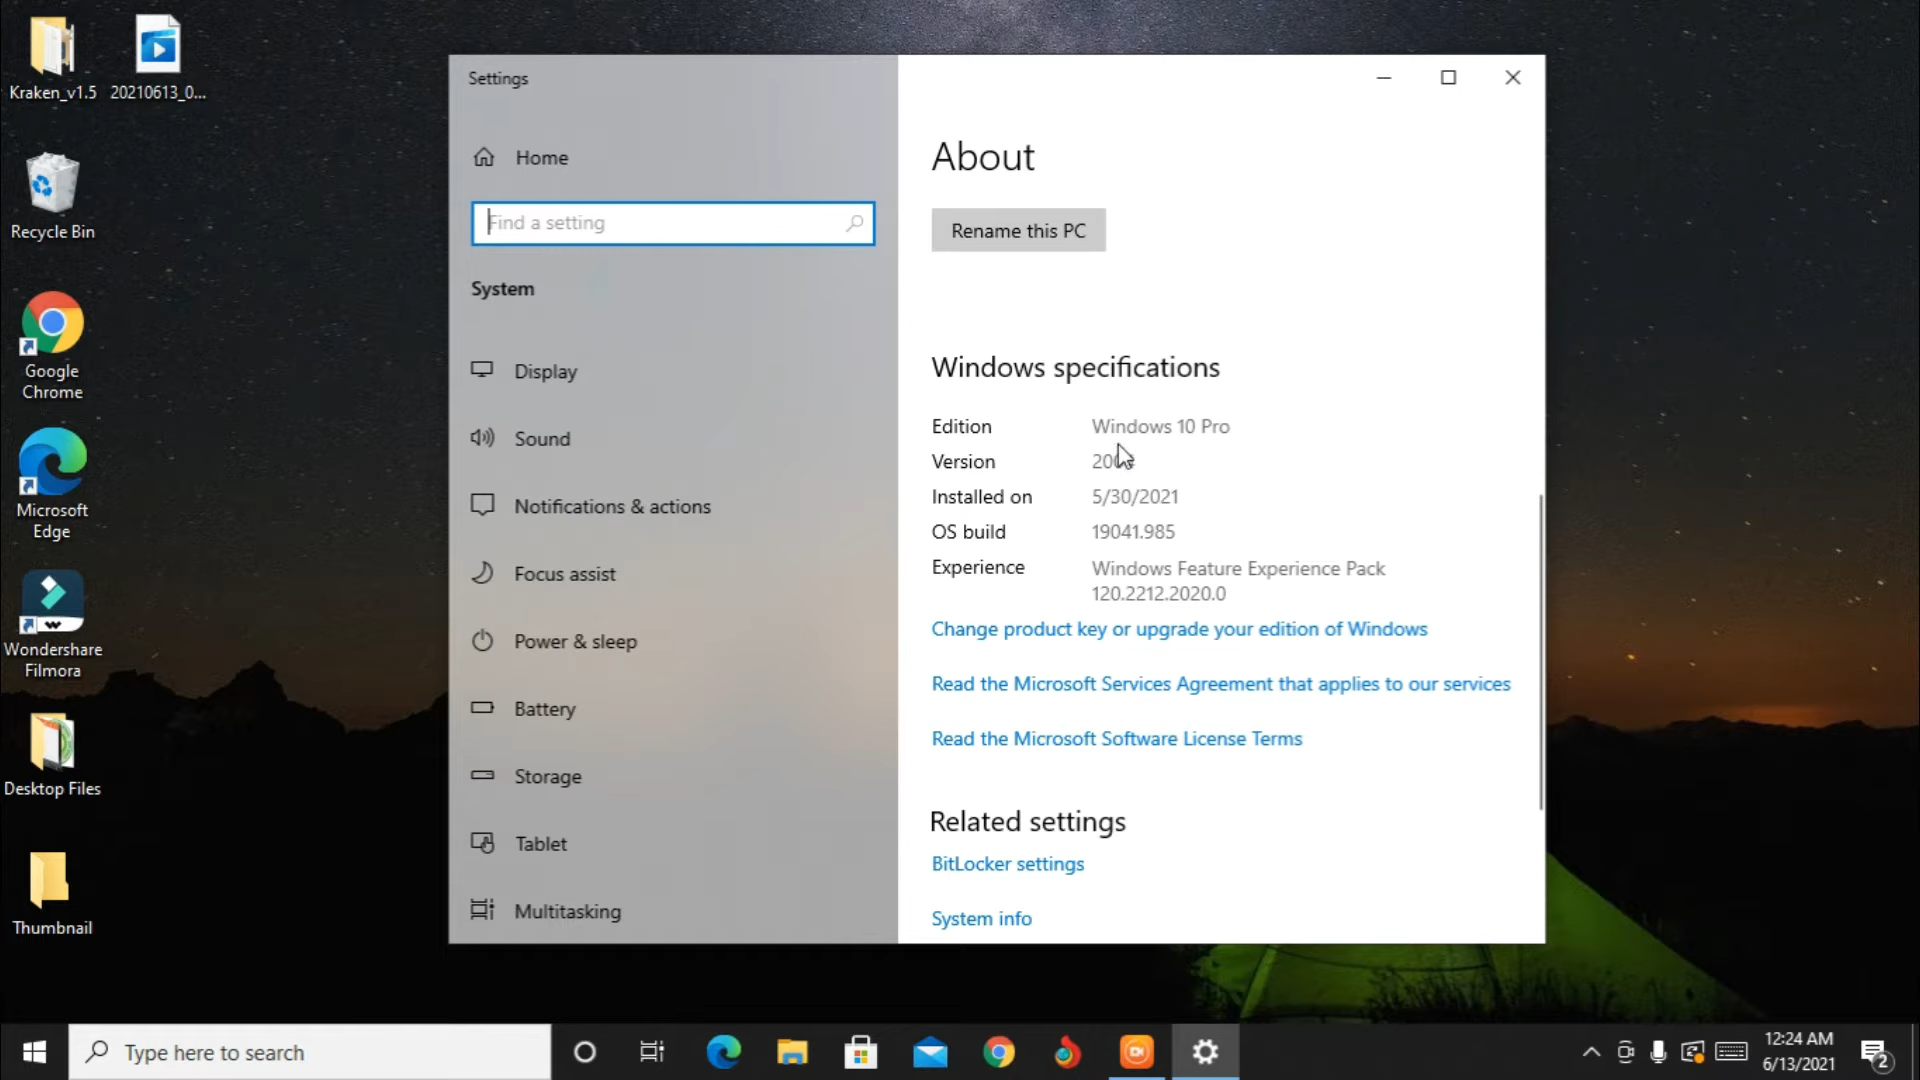 Kraken_v1.5
20210613_0...
Recycle Bin
Google
Chrome
Microsoft
Edge
Wondershare
Filmora
Desktop Files
Thumbnail
Settings
Home
Find a setting
System
Display
Sound
Notifications & actions
Focus assist
Power & sleep
Battery
Storage
Tablet
Multitasking
About
Rename this PC
Windows specifications
Edition Windows 10 Pro
Version
Installed on 5/30/2021
OS build 19041.985
Experience Windows Feature Experience Pack
120.2212.2020.0
Change product key or upgrade your edition of Windows
Read the Microsoft Services Agreement that applies to our services
Read the Microsoft Software License Terms
Related settings
BitLocker settings
System info
Type here to search
12:24 AM
6/13/2021
2